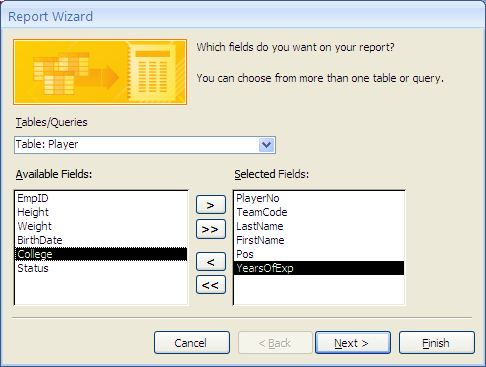 Report Wizard
Which fields do you want on your report?
You can choose from more than one table or query.
Tables/Queries
Table: Player
Available Fields:
Selected Fields:
EmpID
Height
Weight
BirthDate
College
Status
>
>>
<
<<
PlayerNo
TeamCode
LastName
FirstName
Pos
YearsOfExp
Cancel
< Back
Next >
Finish